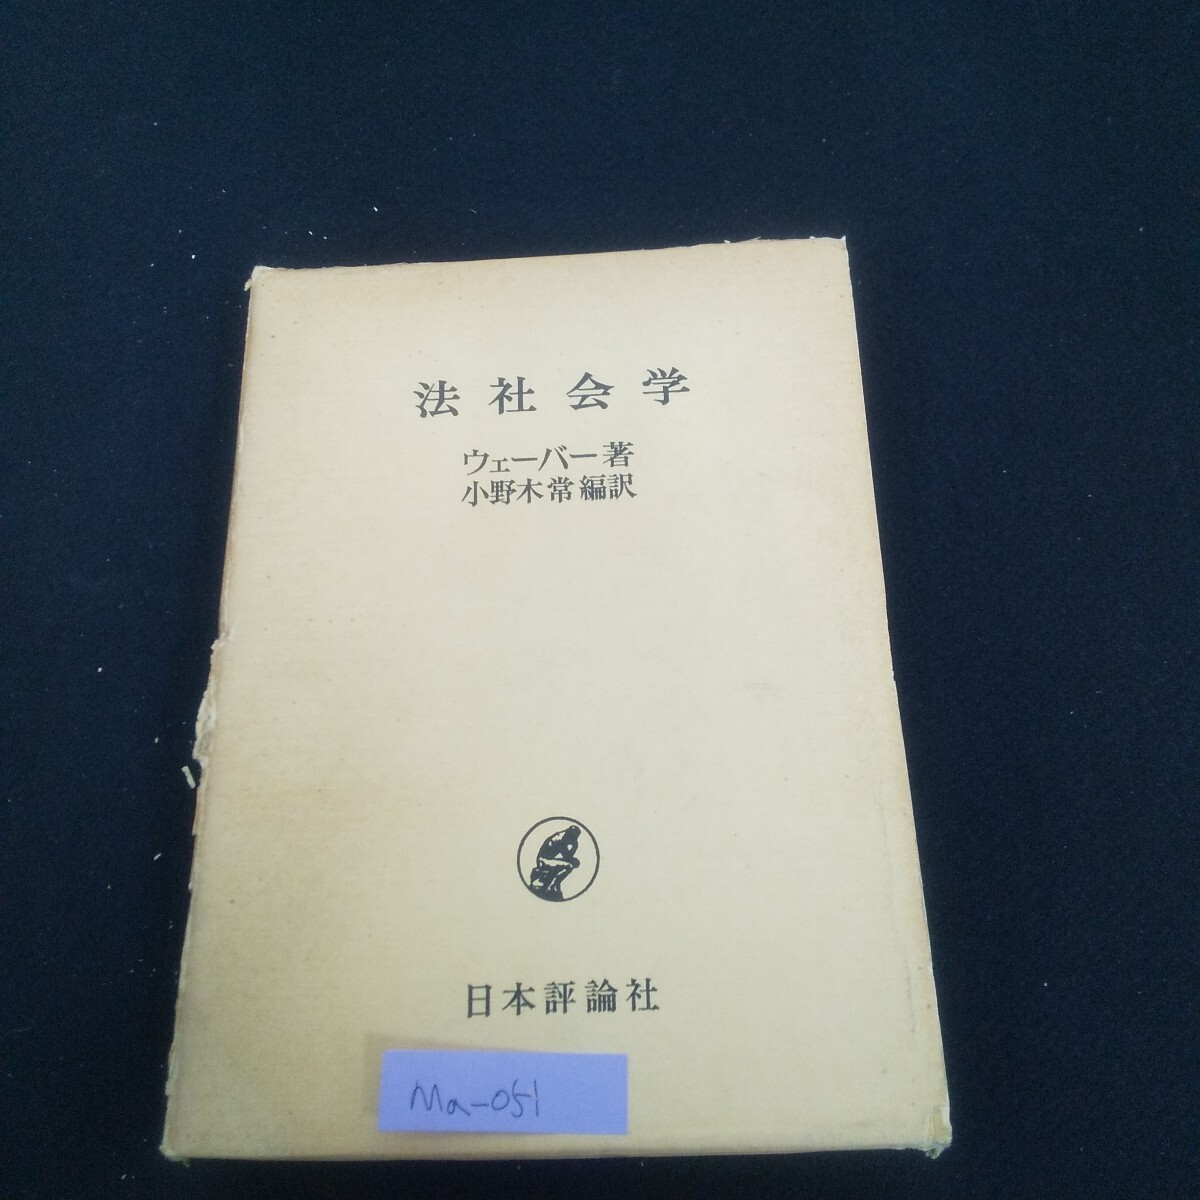 法社会学
ウェーバー著
小野木常編訳
日本評論社
Ma-051